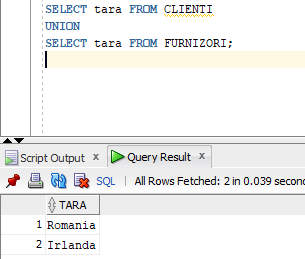 SELECT tara FROM CLIENTI
UNION
SELECT tara FROM FURNIZORI;
Script Output x Query Result x
SQL | All Rows Fetched: 2 in 0.039 second
TARA
1 Romania
2 Irlanda